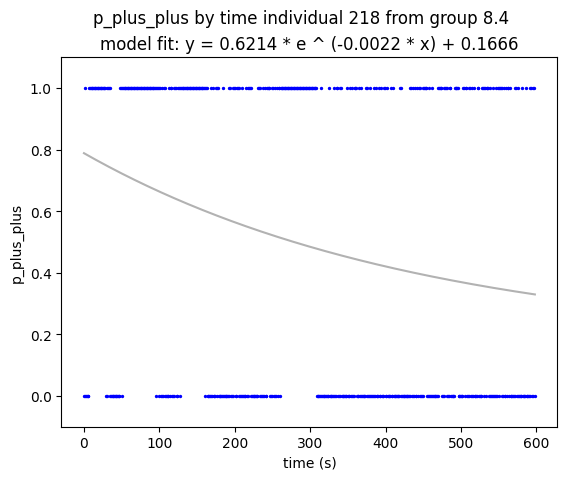 p_plus_plus by time individual 218 from group 8.4
model fit: y = 0.6214 * e ^ (-0.0022 * x) + 0.1666
1.0
0.8
0.6
0.4
0.2
0.0
p_plus_plus
0 100 200 300 400 500 600
time (s)